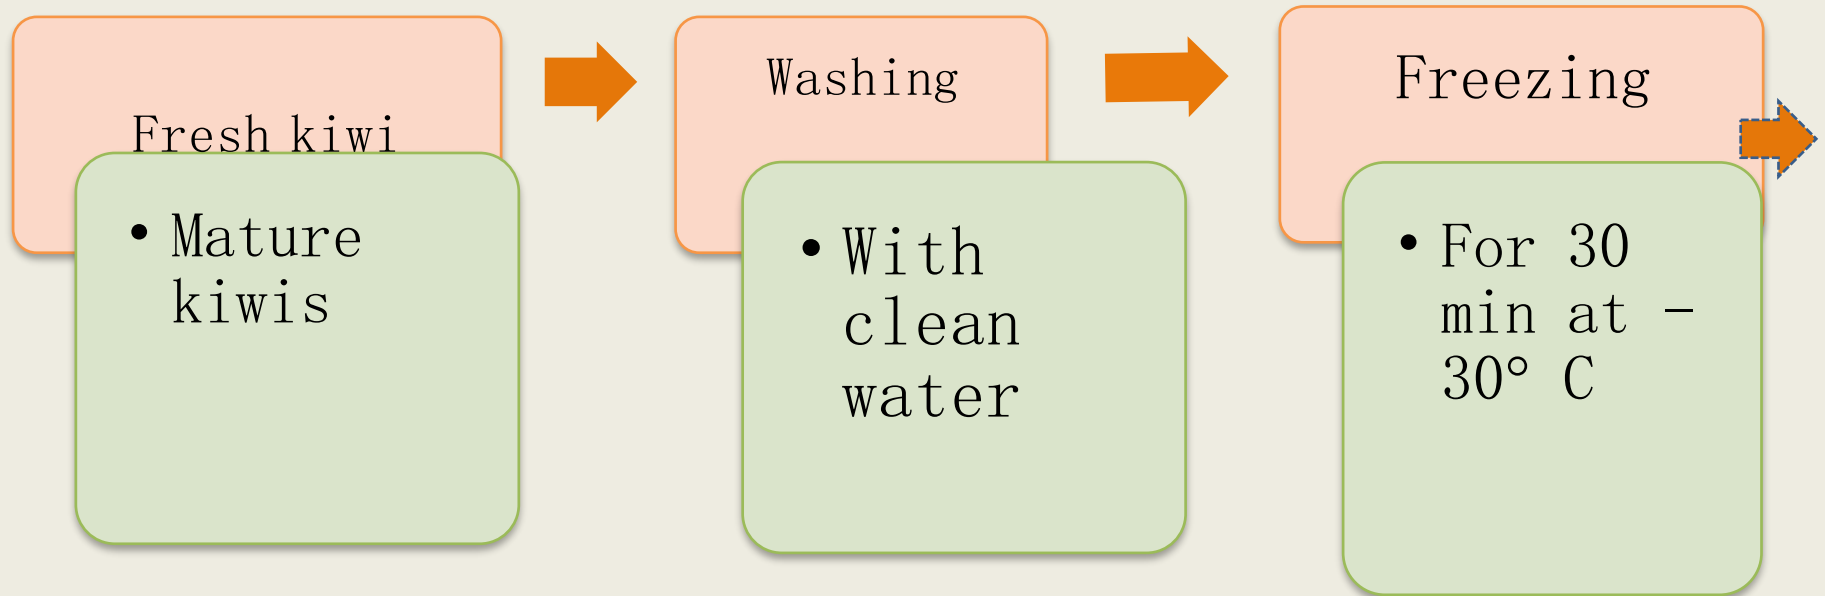 Fresh kiwi
• Mature
kiwis
Washing
• With
clean
water
Freezing
• For 30
min at -
30° C